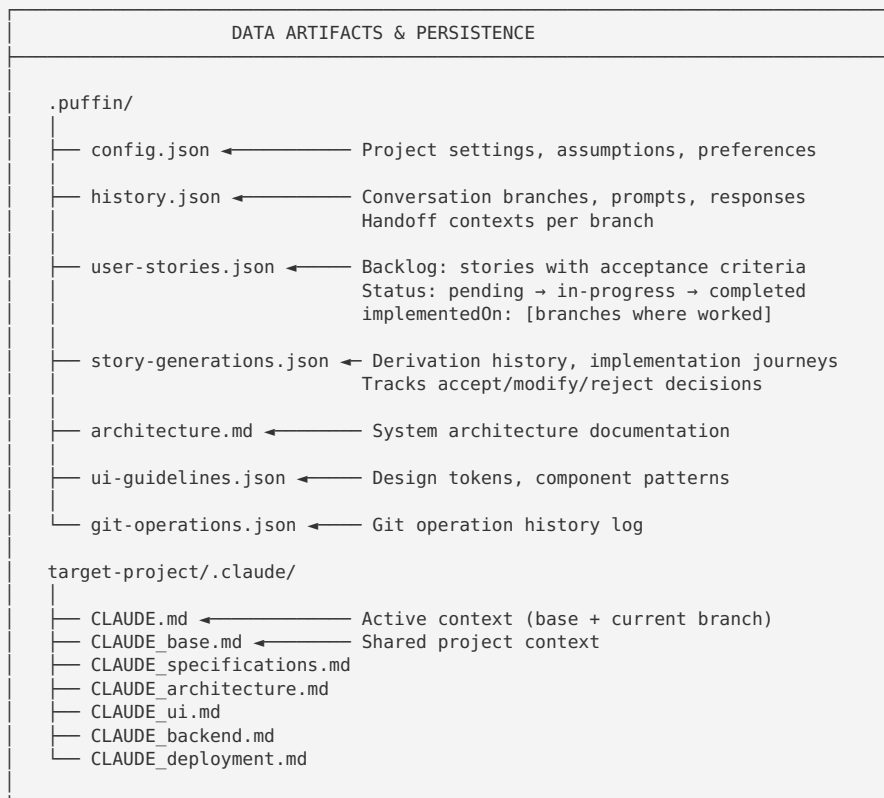 DATA ARTIFACTS & PERSISTENCE
.puffin/
├── config.json ◄────────── Project settings, assumptions, preferences
├── history.json ◄────────── Conversation branches, prompts, responses
Handoff contexts per branch
├── user-stories.json ◄───── Backlog: stories with acceptance criteria
Status: pending → in-progress → completed
implementedOn: [branches where worked]
├── story-generations.json ◄─ Derivation history, implementation journeys
Tracks accept/modify/reject decisions
├── architecture.md ◄──────── System architecture documentation
├── ui-guidelines.json ◄───── Design tokens, component patterns
└── git-operations.json ◄──── Git operation history log
target-project/.claude/
├── CLAUDE.md ◄───────────── Active context (base + current branch)
├── CLAUDE_base.md ◄──────── Shared project context
├── CLAUDE_specifications.md
├── CLAUDE_architecture.md
├── CLAUDE_ui.md
├── CLAUDE_backend.md
└── CLAUDE_deployment.md